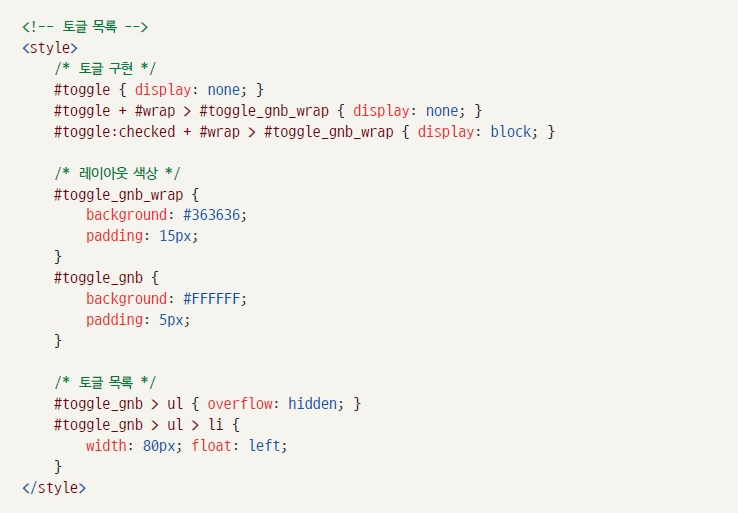 <!-- 토글 목록 -->
<style>
    /* 토글 구현 */
    #toggle { display: none; }
    #toggle + #wrap > #toggle_gnb_wrap { display: none; }
    #toggle:checked + #wrap > #toggle_gnb_wrap { display: block; }

    /* 레이아웃 색상 */
    #toggle_gnb_wrap {
        background: #363636;
        padding: 15px;
    }
    #toggle_gnb {
        background: #FFFFFF;
        padding: 5px;
    }

    /* 토글 목록 */
    #toggle_gnb > ul { overflow: hidden; }
    #toggle_gnb > ul > li {
        width: 80px; float: left;
    }
</style>